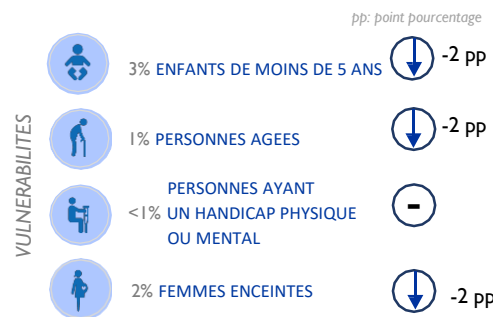 pp: point pourcentage
VULNERABILITES
3% ENFANTS DE MOINS DE 5 ANS -2 pp
1% PERSONNES AGEES -2 pp
PERSONNES AYANT
<1% UN HANDICAP PHYSIQUE -
OU MENTAL
2% FEMMES ENCEINTES -2 pp